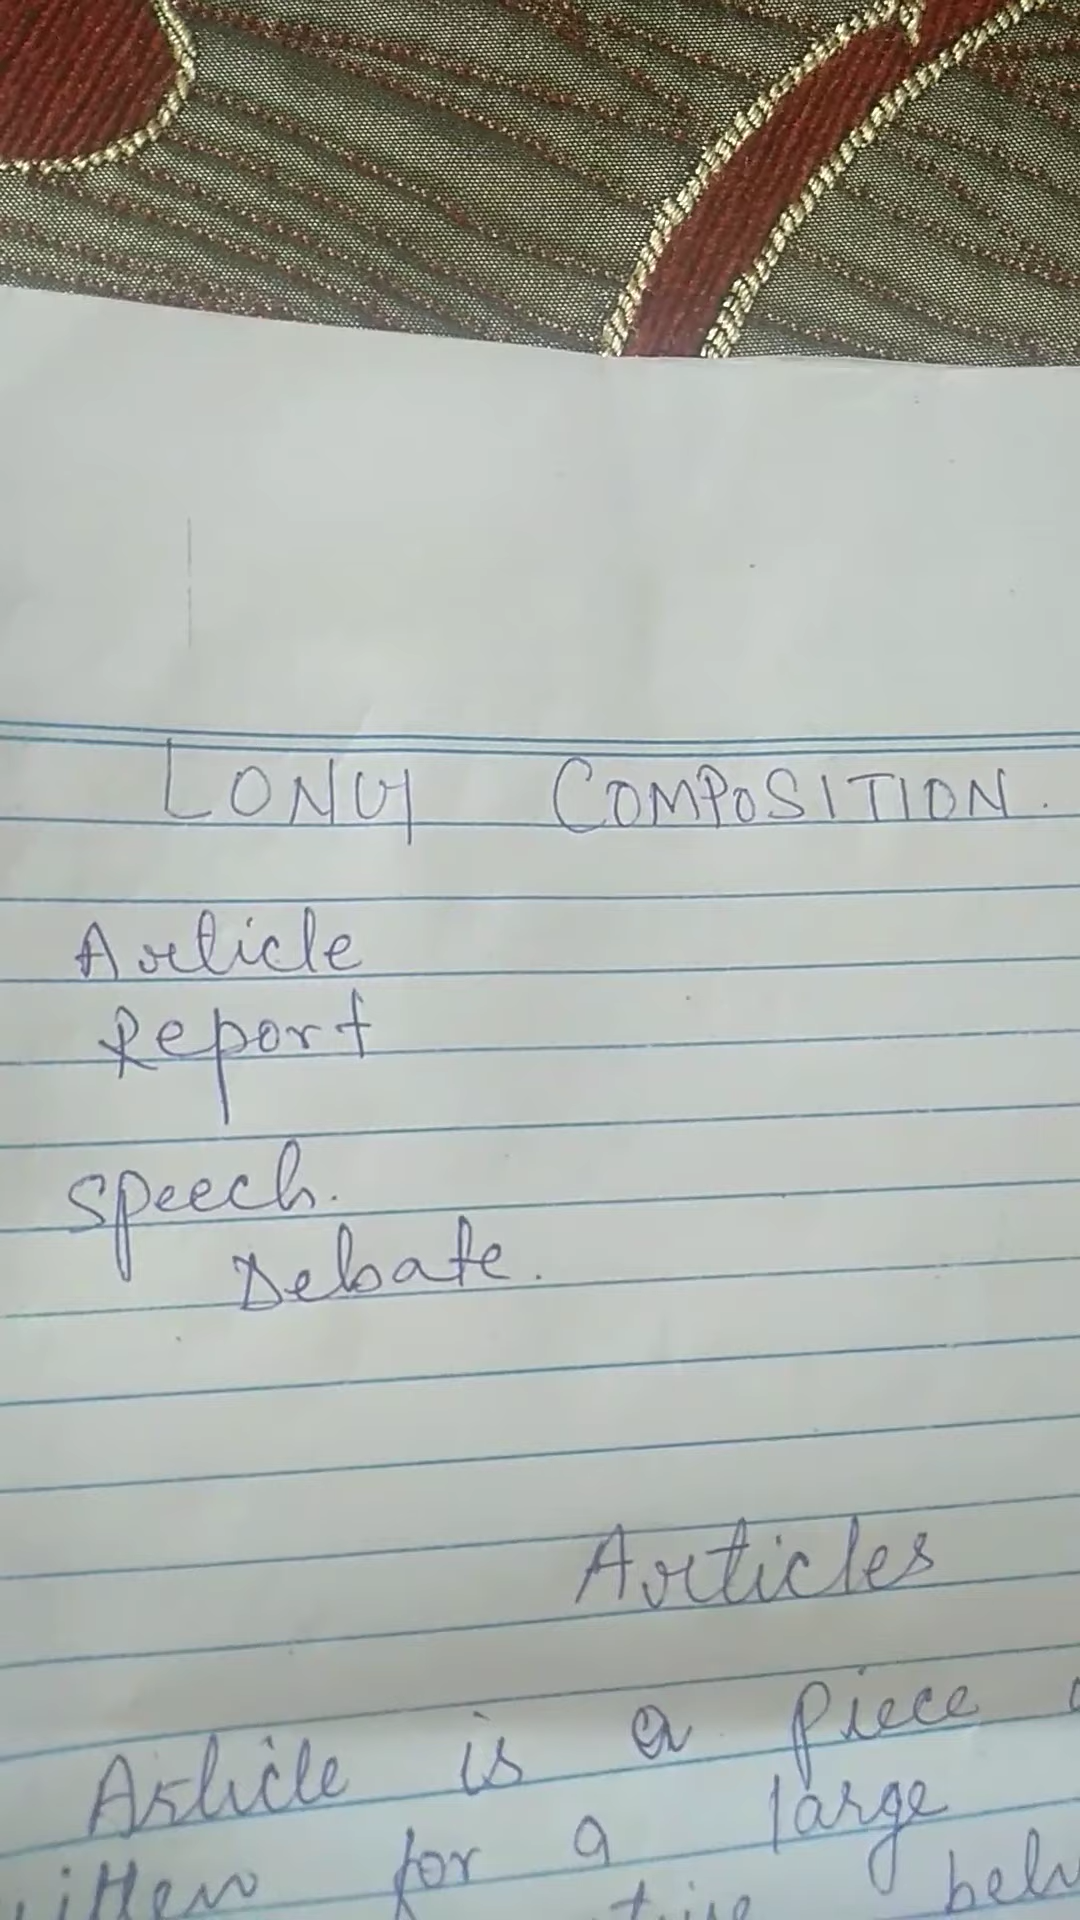 LONG COMPOSITION.
Article
Report
Speech.
Debate.
Articles
Article is a Piece
for a large